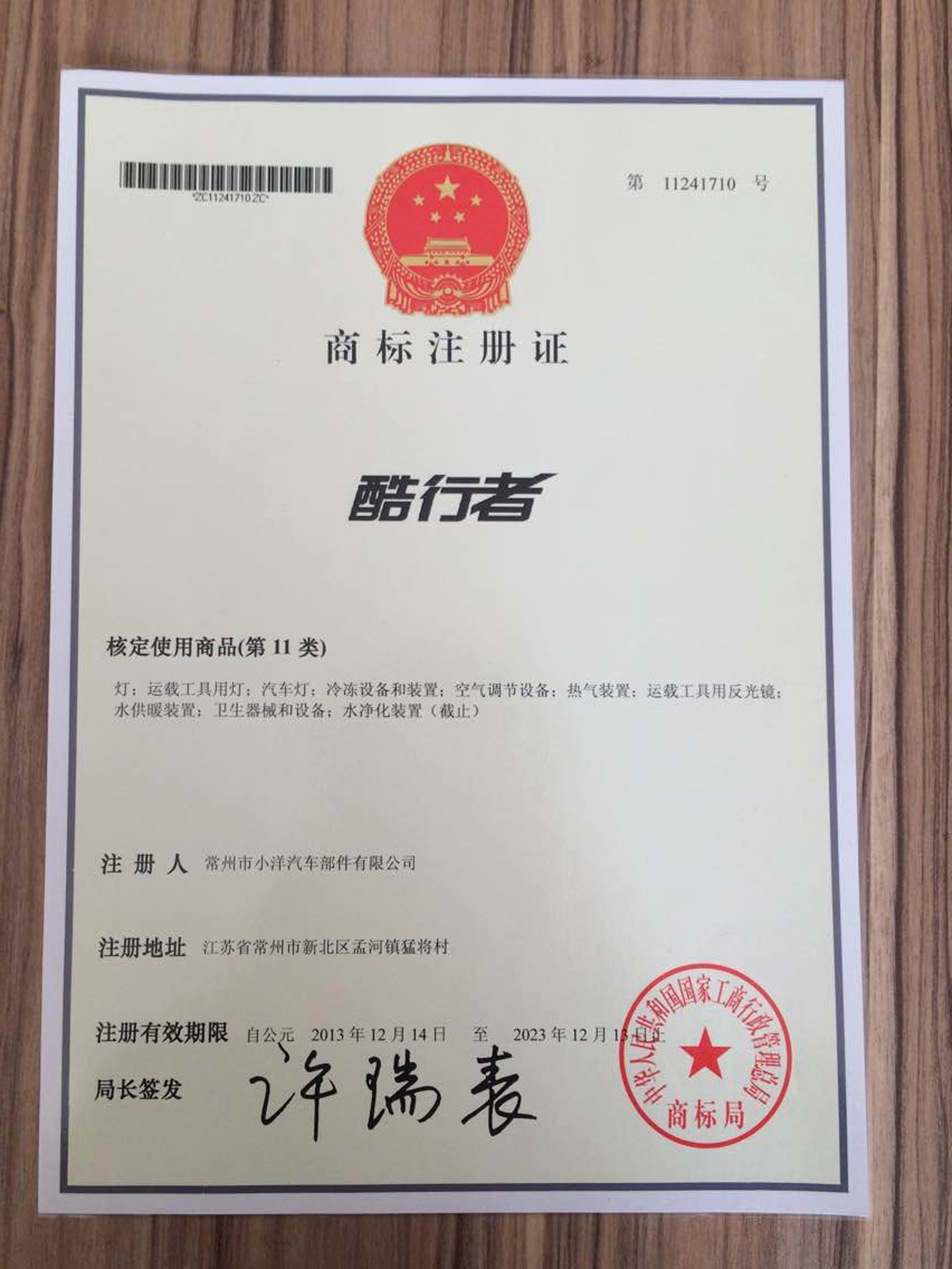 *ZC11241710ZC*
第 11241710 号
商标注册证
酷行者
核定使用商品(第 11 类)
灯；运载工具用灯；汽车灯；冷冻设备和装置；空气调节设备；热气装置；运载工具用反光镜；
水供暖装置；卫生器械和设备；水净化装置（截止）
注 册 人 常州市小洋汽车部件有限公司
注册地址 江苏省常州市新北区孟河镇猛将村
注册有效期限 自公元 2013 年 12 月 14 日 至 2023 年 12 月 13 日止
局长签发 许瑞表
中华人民共和国国家工商行政管理总局
商标局